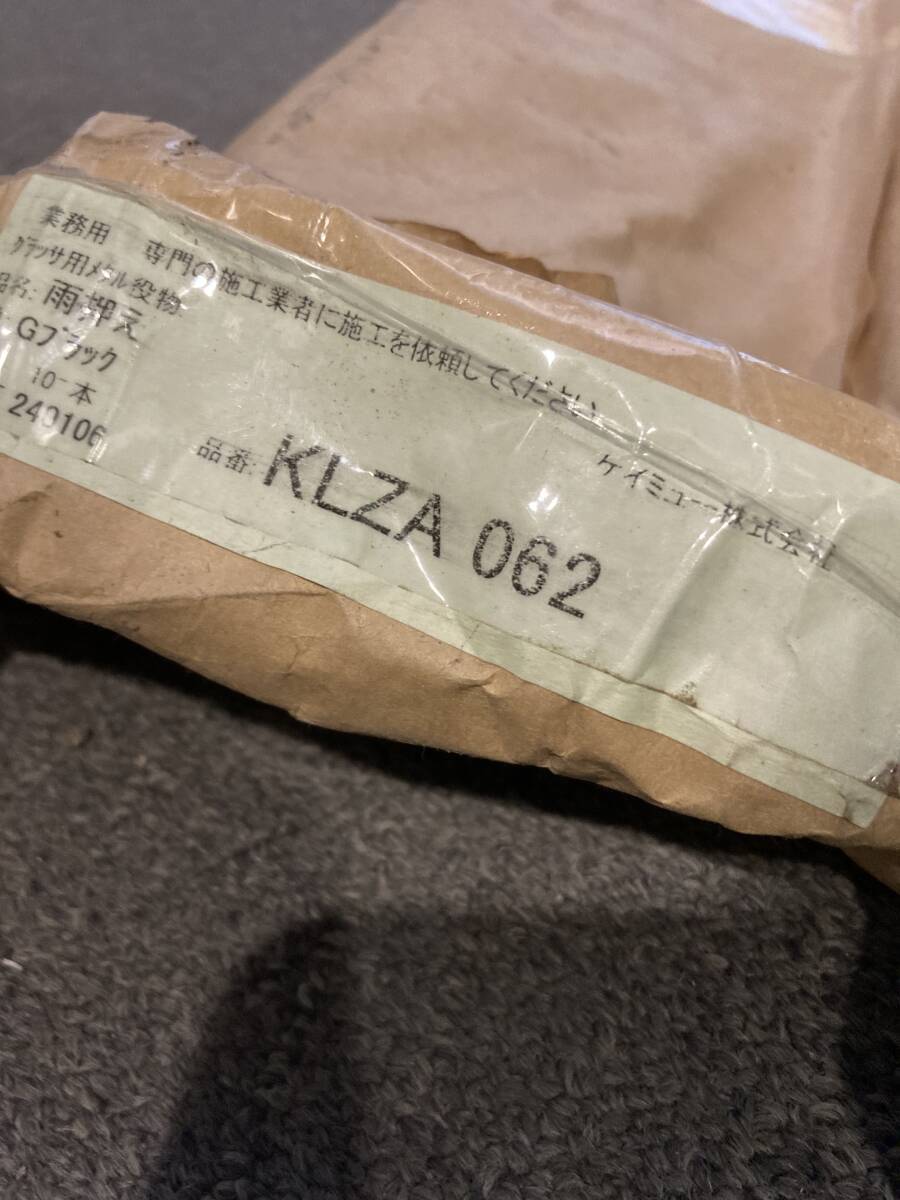 業務用 専門の施工業者に施工を依頼してください
グラッサ用メタル役物
品名: 雨押え
Gブラック
10 本
240106
品番: KLZA 062
ケイミュー株式会社